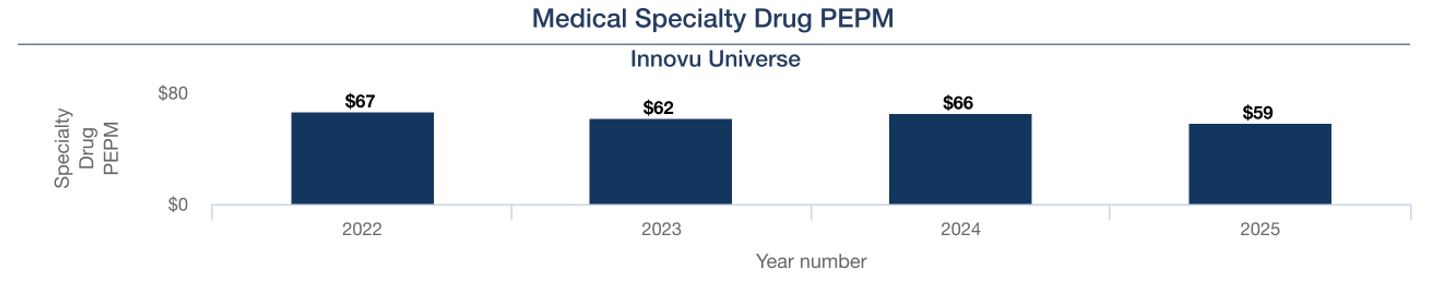 Medical Specialty Drug PEPM
Innovu Universe
Specialty
Drug
PEPM
$80
$0
$67
$62
$66
$59
2022
2023
2024
2025
Year number